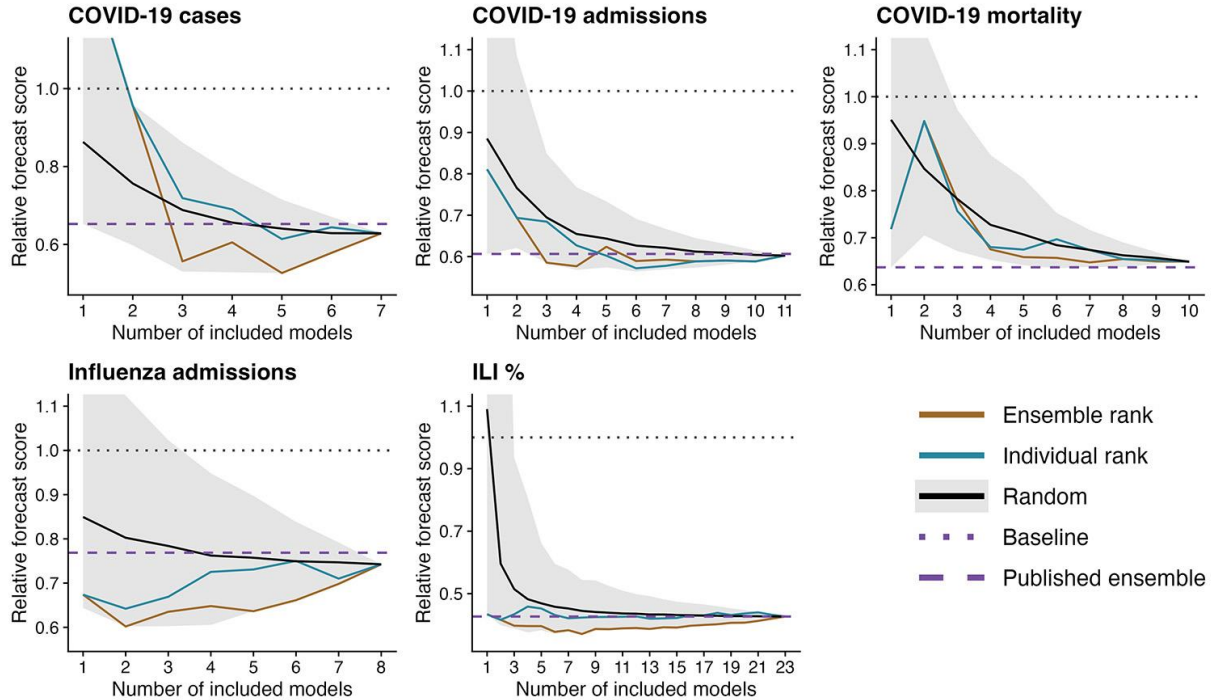 COVID-19 cases
Relative forecast score
1.0
0.8
0.6
1 2 3 4 5 6 7
Number of included models
COVID-19 admissions
Relative forecast score
1.1
1.0
0.9
0.8
0.7
0.6
1 2 3 4 5 6 7 8 9 10 11
Number of included models
COVID-19 mortality
Relative forecast score
1.1
1.0
0.9
0.8
0.7
0.6
1 2 3 4 5 6 7 8 9 10
Number of included models
Influenza admissions
Relative forecast score
1.1
1.0
0.9
0.8
0.7
0.6
1 2 3 4 5 6 7 8
Number of included models
ILI %
Relative forecast score
1.1
0.9
0.7
0.5
1 3 5 7 9 11 13 15 17 19 21 23
Number of included models
Ensemble rank
Individual rank
Random
Baseline
Published ensemble